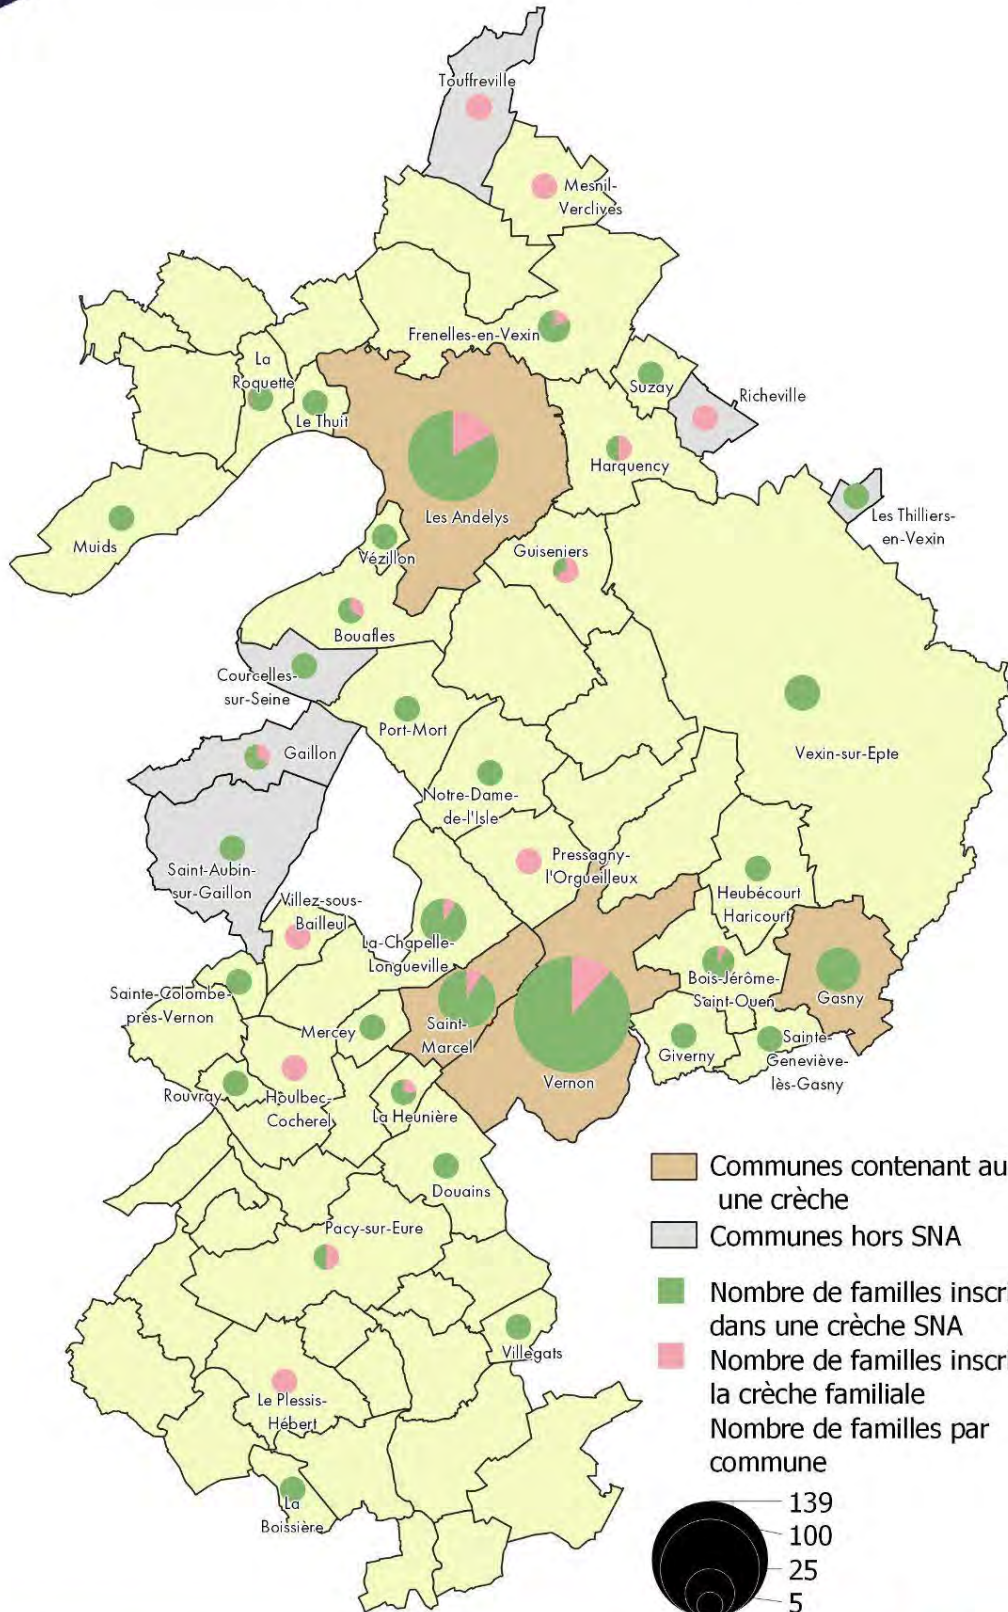 Touffreville
Mesnil-
Verclives
Frenelles-en-Vexin
La
Roquette
Le Thuit
Suzay
Richeville
Harquency
Les Andelys
Les Thilliers-
en-Vexin
Muids
Vézillon
Guiseniers
Bouafles
Courcelles-
sur-Seine
Port-Mort
Gaillon
Vexin-sur-Epte
Notre-Dame-
de-l'Isle
Saint-Aubin-
sur-Gaillon
Pressagny-
l'Orgueilleux
Heubécourt
Haricourt
Villez-sous-
Bailleul
La-Chapelle-
Longueville
Sainte-Colombe-
près-Vernon
Mercey
Saint-
Marcel
Bois-Jérôme-
Saint-Ouen
Gasny
Vernon
Giverny
Sainte-
Geneviève-
lès-Gasny
Rouvray
Houlbec-
Cocherel
La Heunière
Douains
Pacy-sur-Eure
Villegats
Le Plessis-
Hébert
La
Boissière
Communes contenant au
une crèche
Communes hors SNA
Nombre de familles inscri
dans une crèche SNA
Nombre de familles inscri
la crèche familiale
Nombre de familles par
commune
139
100
25
5